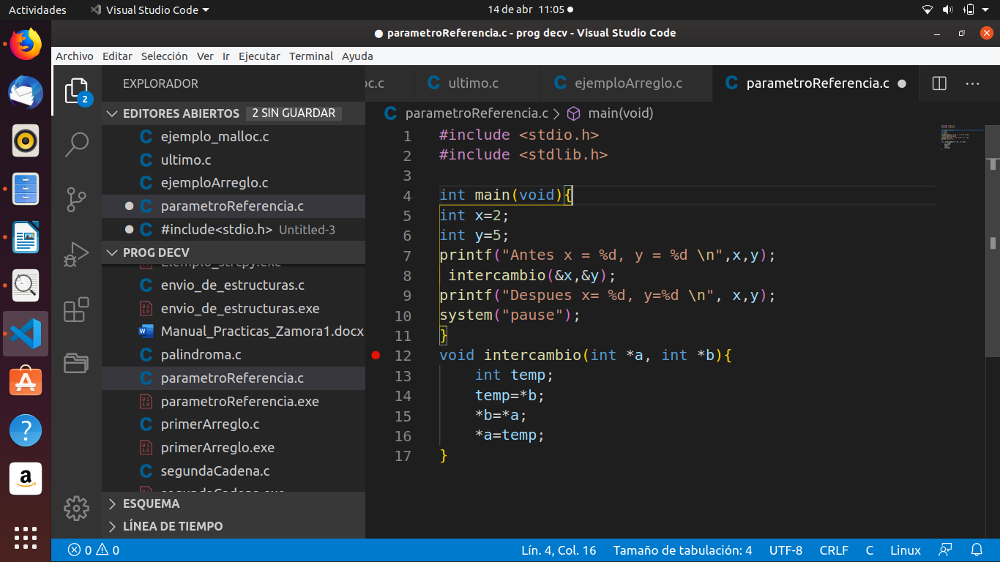 Actividades Visual Studio Code 14 de abr 11:05
parametroReferencia.c - prog decv - Visual Studio Code
Archivo Editar Selección Ver Ir Ejecutar Terminal Ayuda
2
EXPLORADOR
EDITORES ABIERTOS 2 SIN GUARDAR
C ejemplo_malloc.c
C ultimo.c
C ejemploArreglo.c
C parametroReferencia.c
C #include<stdio.h> Untitled-3
PROG DECV
C envio_de_estructuras.c
envio_de_estructuras.exe
Manual_Practicas_Zamora1.docx
C palindroma.c
C parametroReferencia.c
parametroReferencia.exe
C primerArreglo.c
primerArreglo.exe
C segundaCadena.c
segundaCadena.exe
ESQUEMA
LÍNEA DE TIEMPO
oc.c C ultimo.c C ejemploArreglo.c C parametroReferencia.c
C parametroReferencia.c > main(void)
1 #include <stdio.h>
2 #include <stdlib.h>
3
4 int main(void){
5 int x=2;
6 int y=5;
7 printf("Antes x = %d, y = %d \n",x,y);
8 intercambio(&x,&y);
9 printf("Despues x= %d, y=%d \n", x,y);
10 system("pause");
11 }
12 void intercambio(int *a, int *b){
13 int temp;
14 temp=*b;
15 *b=*a;
16 *a=temp;
17 }
0 0 Lín. 4, Col. 16 Tamaño de tabulación: 4 UTF-8 CRLF C Linux